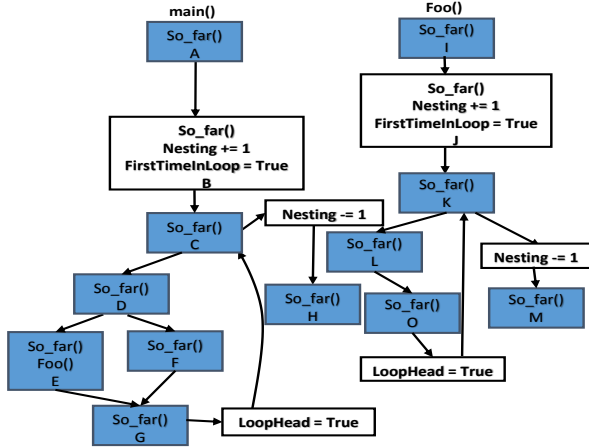 main()
So_far()
A
So_far()
Nesting += 1
FirstTimeInLoop = True
B
So_far()
C
Nesting -= 1
So_far()
H
So_far()
D
So_far()
Foo()
E
So_far()
F
So_far()
G
LoopHead = True
Foo()
So_far()
I
So_far()
Nesting += 1
FirstTimeInLoop = True
J
So_far()
K
So_far()
L
So_far()
O
LoopHead = True
Nesting -= 1
So_far()
M